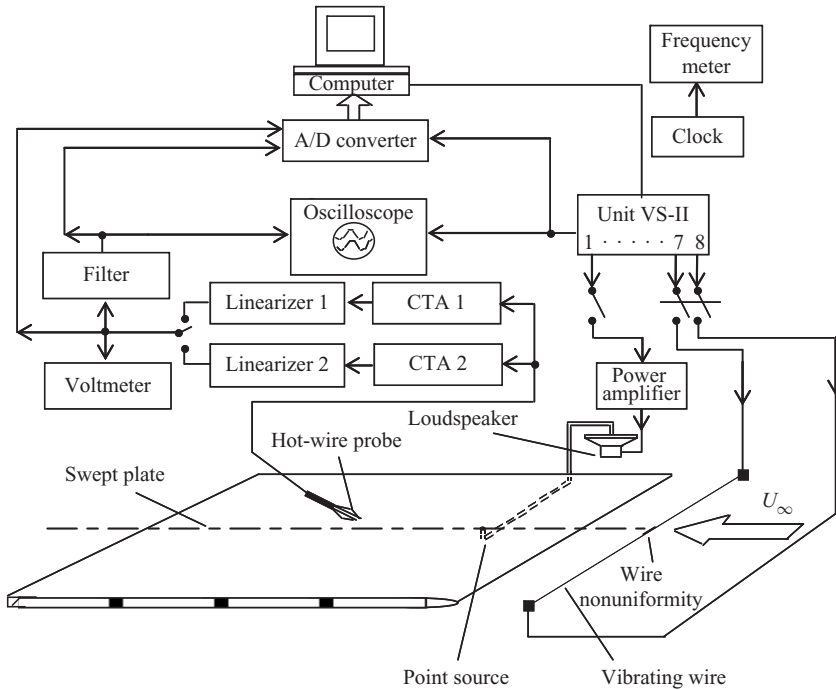 Computer
Frequency
meter
Clock
A/D converter
Oscilloscope
Unit VS-II
1 · · · · · 7 8
Filter
Linearizer 1
CTA 1
Linearizer 2
CTA 2
Voltmeter
Power
amplifier
Loudspeaker
Hot-wire probe
Swept plate
U∞
Wire
nonuniformity
Point source
Vibrating wire